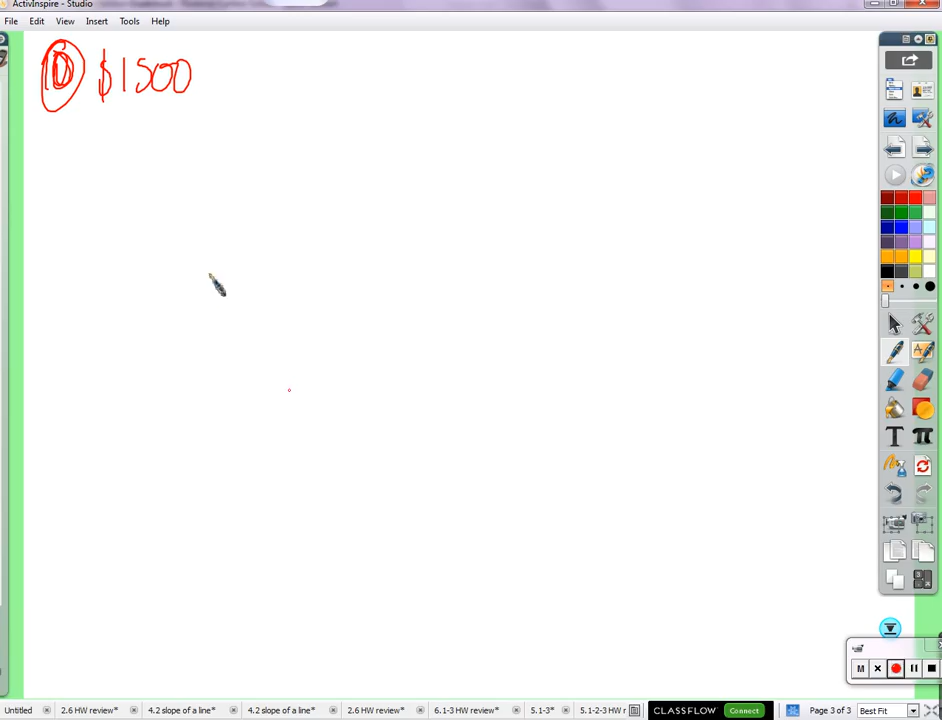 ActivInspire - Studio
File Edit View Insert Tools Help
$1500
Untitled 2.6 HW review* 4.2 slope of a line* 4.2 slope of a line* 2.6 HW review* 6.1-3 HW review* 5.1-3* 5.1-2-3 HW r CLASSFLOW Connect Page 3 of 3 Best Fit
M